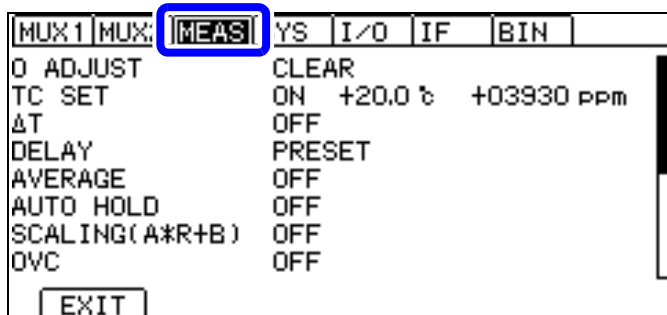 MUX1 MUX MEAS YS I/O IF BIN
0 ADJUST CLEAR
TC SET ON +20.0 ℃ +03930 ppm
ΔT OFF
DELAY PRESET
AVERAGE OFF
AUTO HOLD OFF
SCALING(A*R+B) OFF
OVC OFF
EXIT